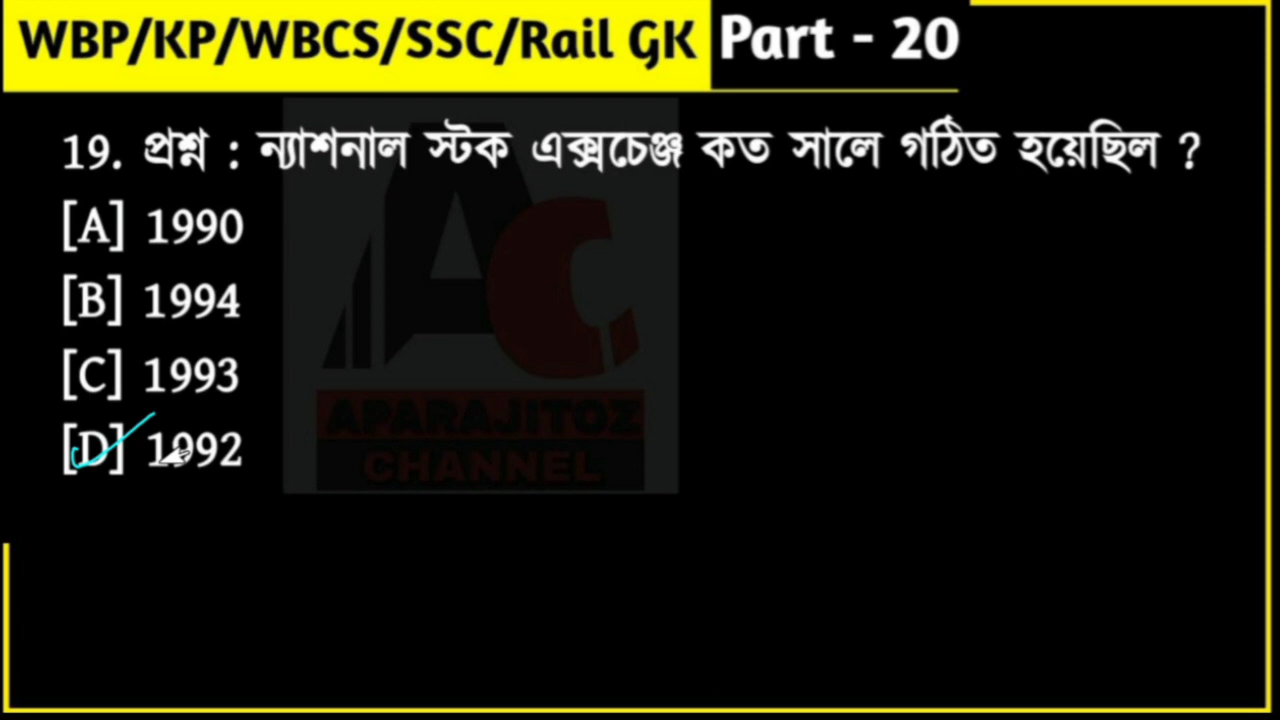 WBP/KP/WBCS/SSC/Rail GK Part - 20
19. প্রশ্ন : ন্যাশনাল স্টক এক্সচেঞ্জ কত সালে গঠিত হয়েছিল ?
[A] 1990
[B] 1994
[C] 1993
[D] 1992
AC
APARAJITOZ
CHANNEL